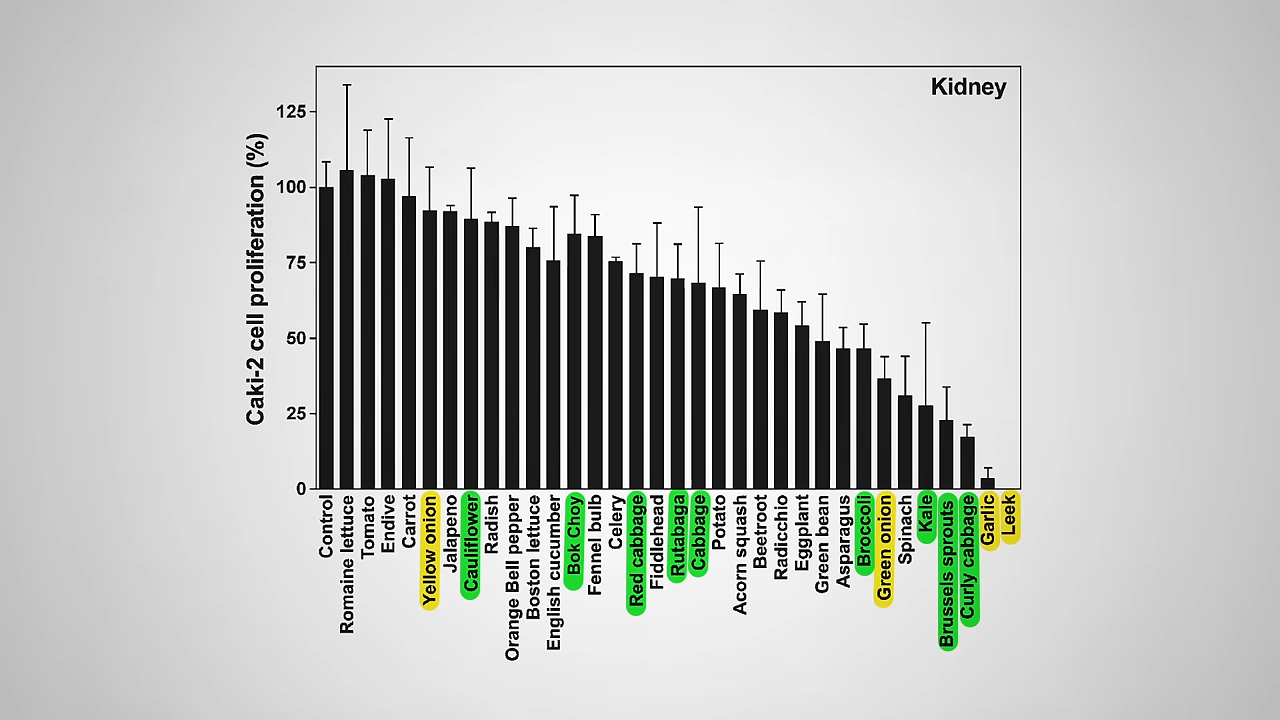 Kidney
Caki-2 cell proliferation (%)
125
100
75
50
25
0
Control
Romaine lettuce
Tomato
Endive
Carrot
Yellow onion
Jalapeno
Cauliflower
Radish
Orange Bell pepper
Boston lettuce
English cucumber
Bok Choy
Fennel bulb
Celery
Red cabbage
Fiddlehead
Rutabaga
Cabbage
Potato
Acorn squash
Beetroot
Radicchio
Eggplant
Green bean
Asparagus
Broccoli
Green onion
Spinach
Kale
Brussels sprouts
Curly cabbage
Garlic
Leek